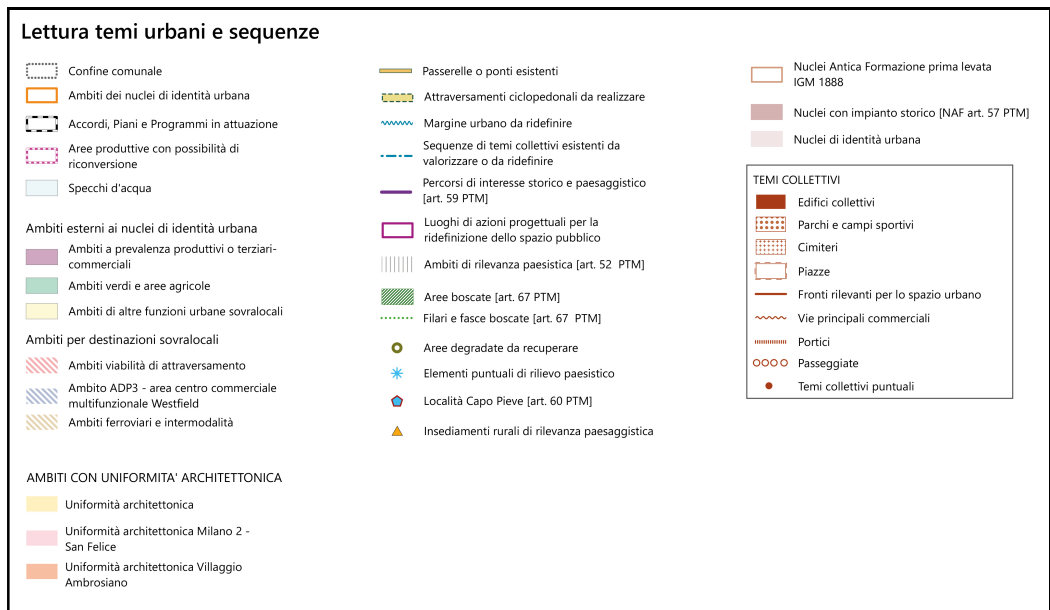 Lettura temi urbani e sequenze
Confine comunale
Ambiti dei nuclei di identità urbana
Accordi, Piani e Programmi in attuazione
Aree produttive con possibilità di
riconversione
Specchi d'acqua
Ambiti esterni ai nuclei di identità urbana
Ambiti a prevalenza produttivi o terziari-
commerciali
Ambiti verdi e aree agricole
Ambiti di altre funzioni urbane sovralocali
Ambiti per destinazioni sovralocali
Ambiti viabilità di attraversamento
Ambito ADP3 - area centro commerciale
multifunzionale Westfield
Ambiti ferroviari e intermodalità
AMBITI CON UNIFORMITA' ARCHITETTONICA
Uniformità architettonica
Uniformità architettonica Milano 2 -
San Felice
Uniformità architettonica Villaggio
Ambrosiano
Passerelle o ponti esistenti
Attraversamenti ciclopedonali da realizzare
Margine urbano da ridefinire
Sequenze di temi collettivi esistenti da
valorizzare o da ridefinire
Percorsi di interesse storico e paesaggistico
[art. 59 PTM]
Luoghi di azioni progettuali per la
ridefinizione dello spazio pubblico
Ambiti di rilevanza paesistica [art. 52 PTM]
Aree boscate [art. 67 PTM]
Filari e fasce boscate [art. 67 PTM]
Aree degradate da recuperare
Elementi puntuali di rilievo paesistico
Località Capo Pieve [art. 60 PTM]
Insediamenti rurali di rilevanza paesaggistica
Nuclei Antica Formazione prima levata
IGM 1888
Nuclei con impianto storico [NAF art. 57 PTM]
Nuclei di identità urbana
TEMI COLLETTIVI
Edifici collettivi
Parchi e campi sportivi
Cimiteri
Piazze
Fronti rilevanti per lo spazio urbano
Vie principali commerciali
Portici
Passeggiate
Temi collettivi puntuali